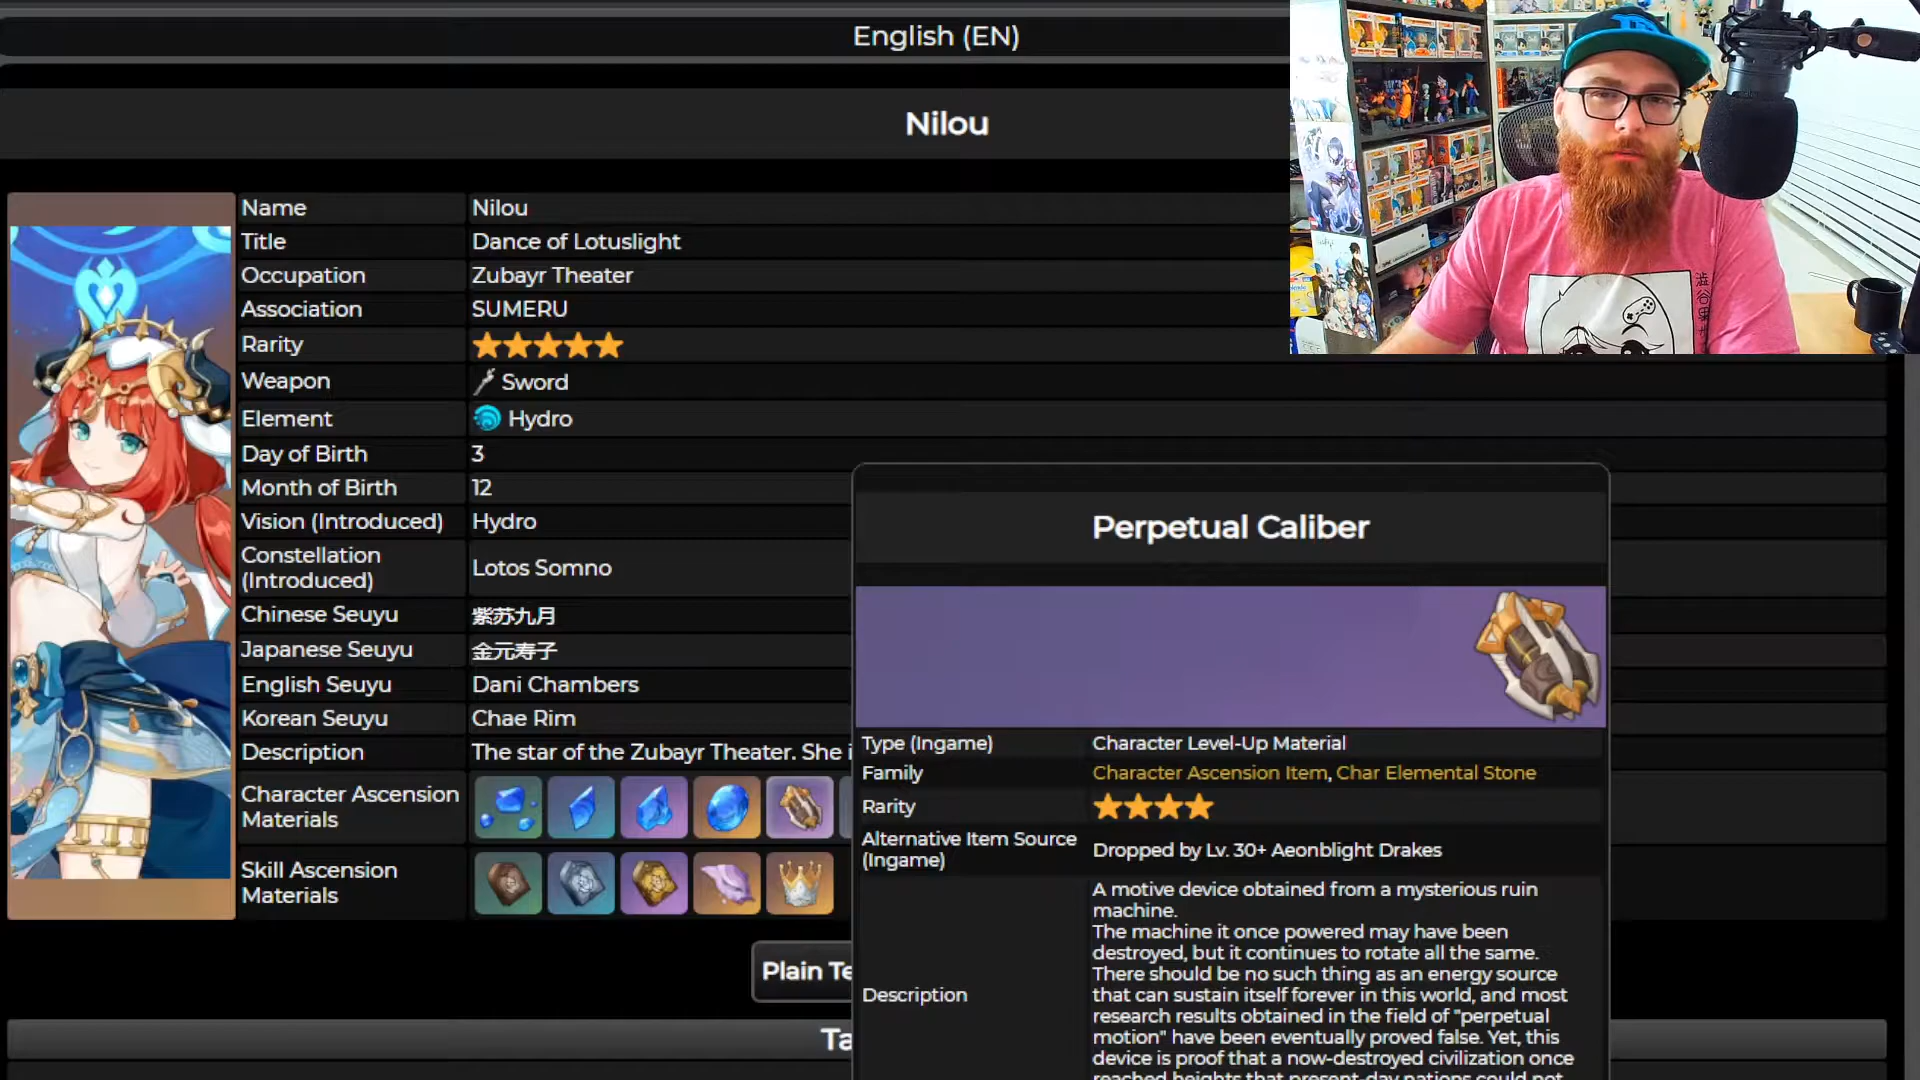 English (EN)
Nilou
Name Nilou
Title Dance of Lotuslight
Occupation Zubayr Theater
Association SUMERU
Rarity
Weapon Sword
Element Hydro
Day of Birth 3
Month of Birth 12
Vision (Introduced) Hydro
Constellation
(Introduced)
Lotos Somno
Chinese Seuyu 紫苏九月
Japanese Seuyu 金元寿子
English Seuyu Dani Chambers
Korean Seuyu Chae Rim
Description The star of the Zubayr Theater. She i
Character Ascension
Materials
Skill Ascension
Materials
Plain Te
Ta
Perpetual Caliber
Type (Ingame) Character Level-Up Material
Family Character Ascension Item, Char Elemental Stone
Rarity
Alternative Item Source
(Ingame)
Dropped by Lv. 30+ Aeonblight Drakes
Description
A motive device obtained from a mysterious ruin
machine.
The machine it once powered may have been
destroyed, but it continues to rotate all the same.
There should be no such thing as an energy source
that can sustain itself forever in this world, and most
research results obtained in the field of "perpetual
motion" have been eventually proved false. Yet, this
device is proof that a now-destroyed civilization once
reached heights that present-day nations could not